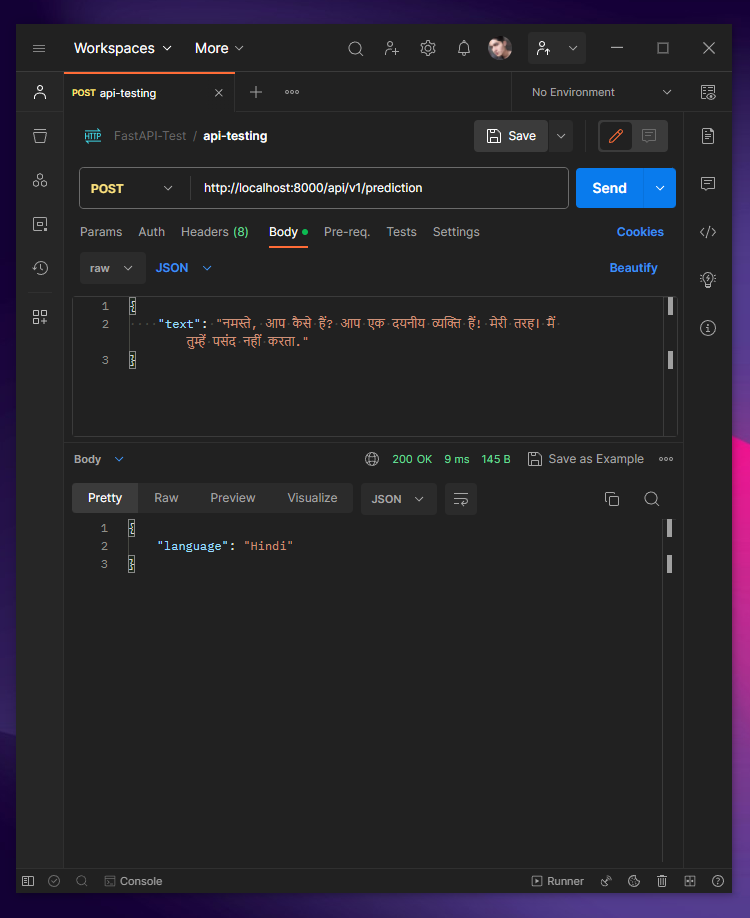 Workspaces More
POST api-testing
No Environment
HTTP FastAPI-Test / api-testing
Save
POST http://localhost:8000/api/v1/prediction
Send
Params Auth Headers (8) Body Pre-req. Tests Settings
Cookies
raw JSON
Beautify
1 {
2 "text": "नमस्ते, आप कैसे हैं? आप एक दयनीय व्यक्ति हैं! मेरी तरह। मैं
तुम्हें पसंद नहीं करता."
3 }
Body
200 OK 9 ms 145 B Save as Example
Pretty Raw Preview Visualize JSON
1 {
2 "language": "Hindi"
3 }
Console
Runner